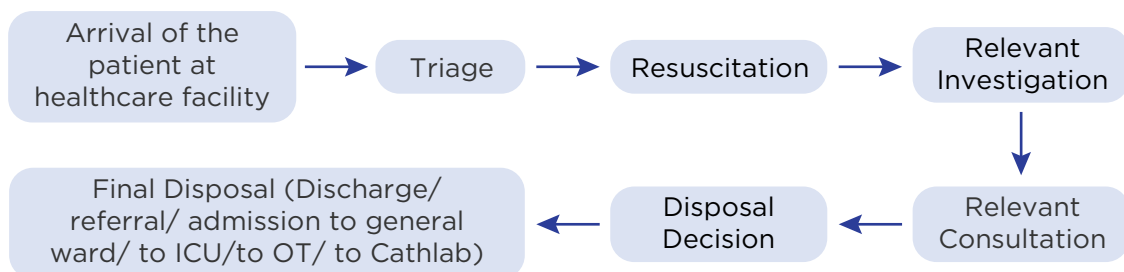 Arrival of the
patient at
healthcare facility
Triage
Resuscitation
Relevant
Investigation
Relevant
Consultation
Disposal
Decision
Final Disposal (Discharge/
referral/ admission to general
ward/ to ICU/to OT/ to Cathlab)